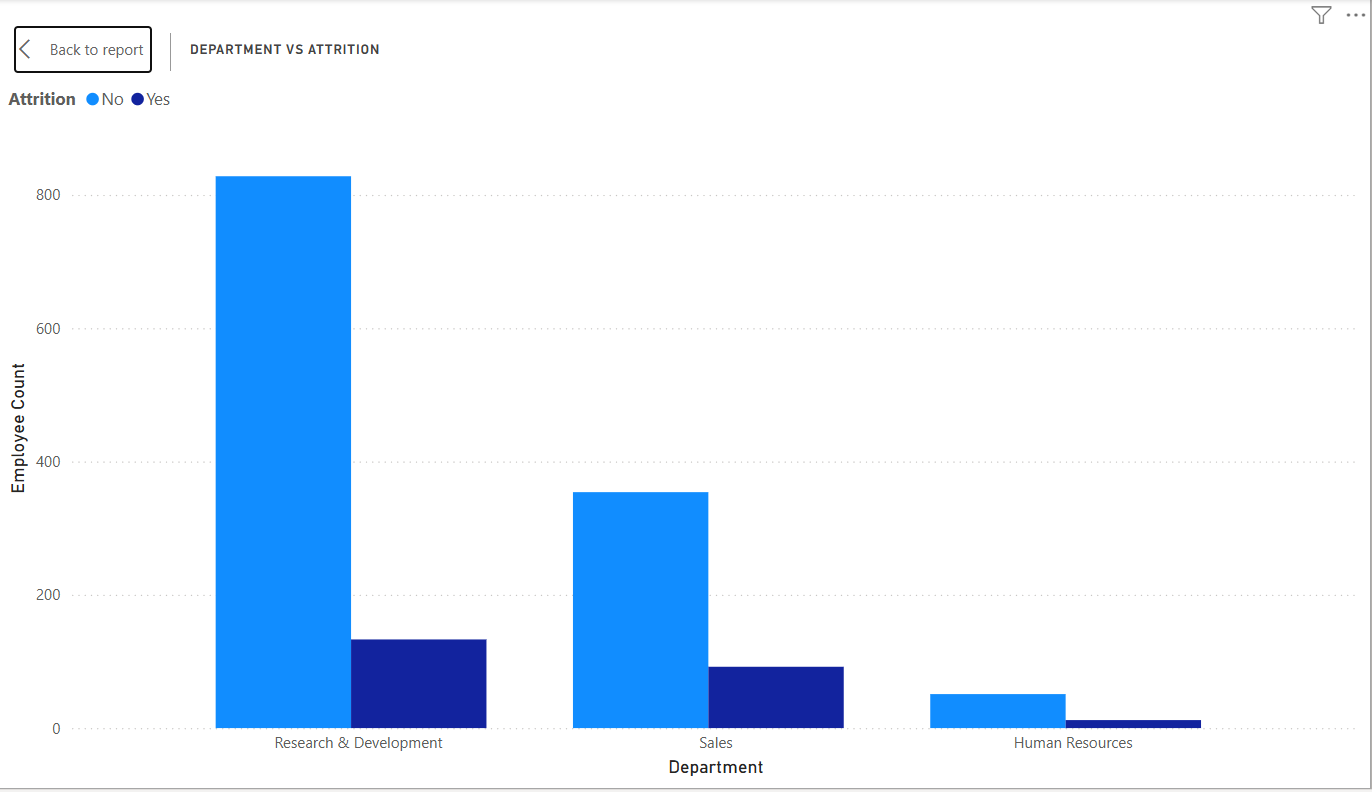 Back to report
DEPARTMENT VS ATTRITION
Attrition No Yes
800
600
400
200
0
Employee Count
Research & Development Sales Human Resources
Department